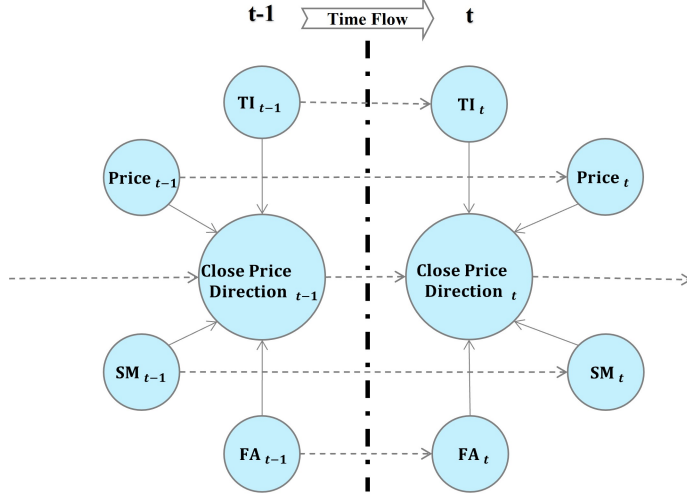 t-1 Time Flow t
TI t−1 TI t
Price t−1 Price t
Close Price Close Price
Direction t−1 Direction t
SM t−1 SM t
FA t−1 FA t